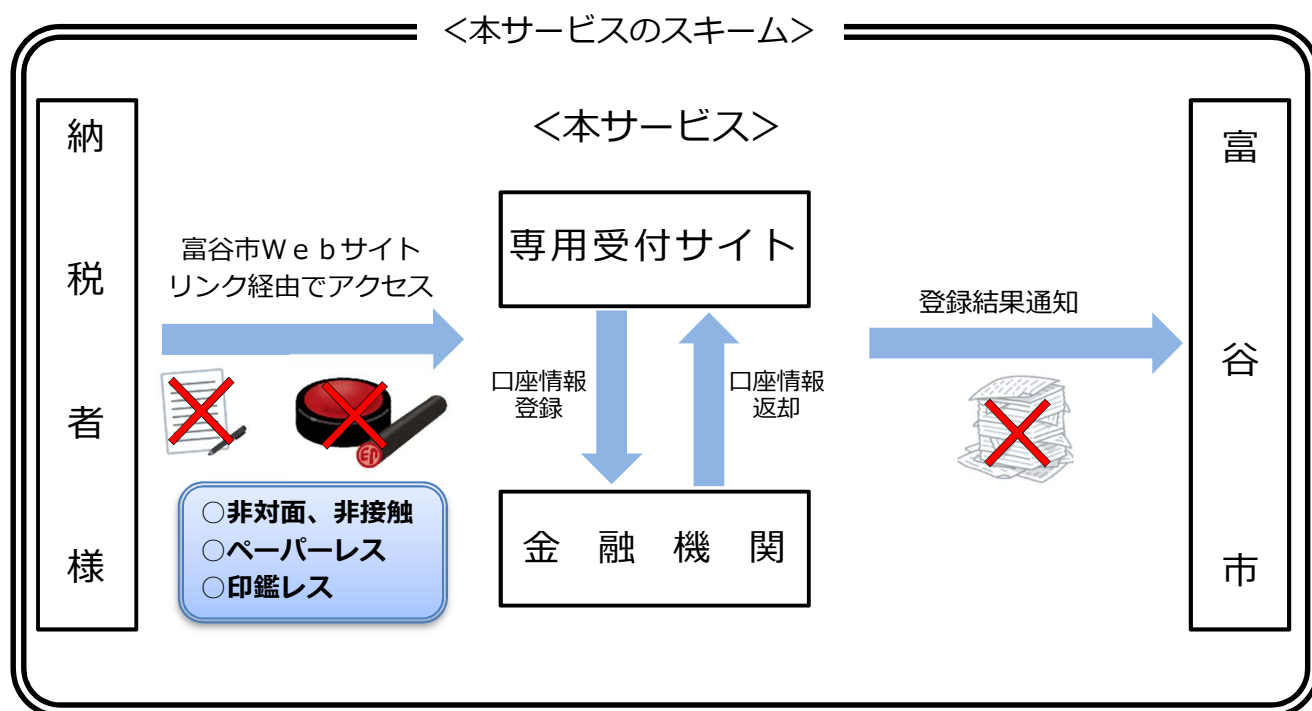 <本サービスのスキーム>
納税者様
<本サービス>
富谷市Webサイト
リンク経由でアクセス
専用受付サイト
口座情報
登録
口座情報
返却
金融機関
登録結果通知
富谷市
○非対面、非接触
○ペーパーレス
○印鑑レス